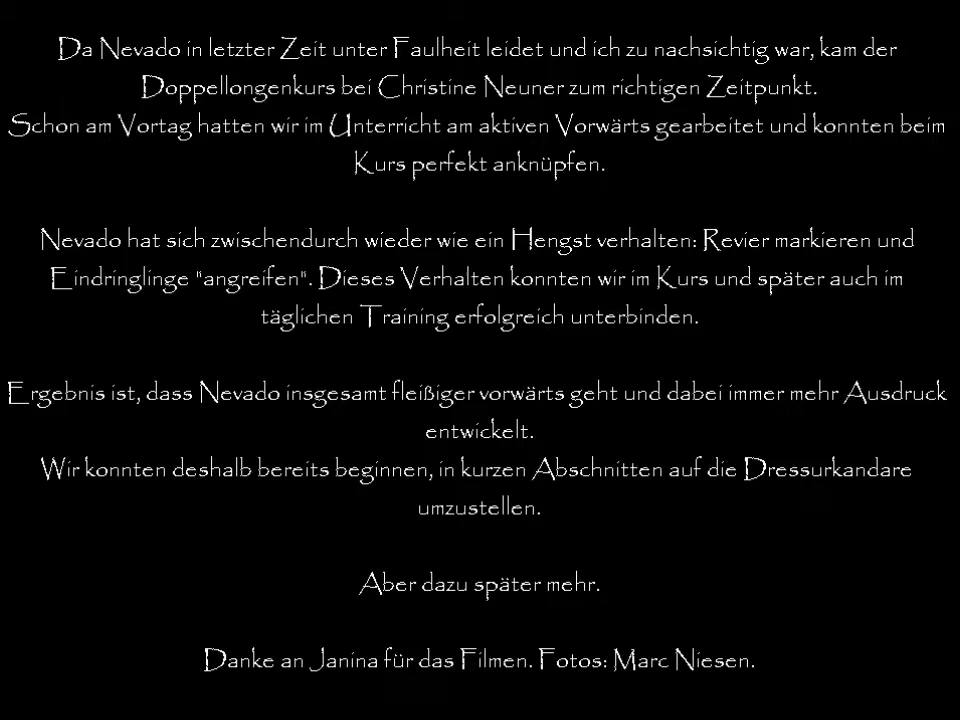 Da Nevado in letzter Zeit unter Faulheit leidet und ich zu nachsichtig war, kam der
Doppellongenkurs bei Christine Neuner zum richtigen Zeitpunkt.
Schon am Vortag hatten wir im Unterricht am aktiven Vorwärts gearbeitet und konnten beim
Kurs perfekt anknüpfen.
Nevado hat sich zwischendurch wieder wie ein Hengst verhalten: Revier markieren und
Eindringlinge "angreifen". Dieses Verhalten konnten wir im Kurs und später auch im
täglichen Training erfolgreich unterbinden.
Ergebnis ist, dass Nevado insgesamt fleißiger vorwärts geht und dabei immer mehr Ausdruck
entwickelt.
Wir konnten deshalb bereits beginnen, in kurzen Abschnitten auf die Dressurkandare
umzustellen.
Aber dazu später mehr.
Danke an Janina für das Filmen. Fotos: Marc Niesen.